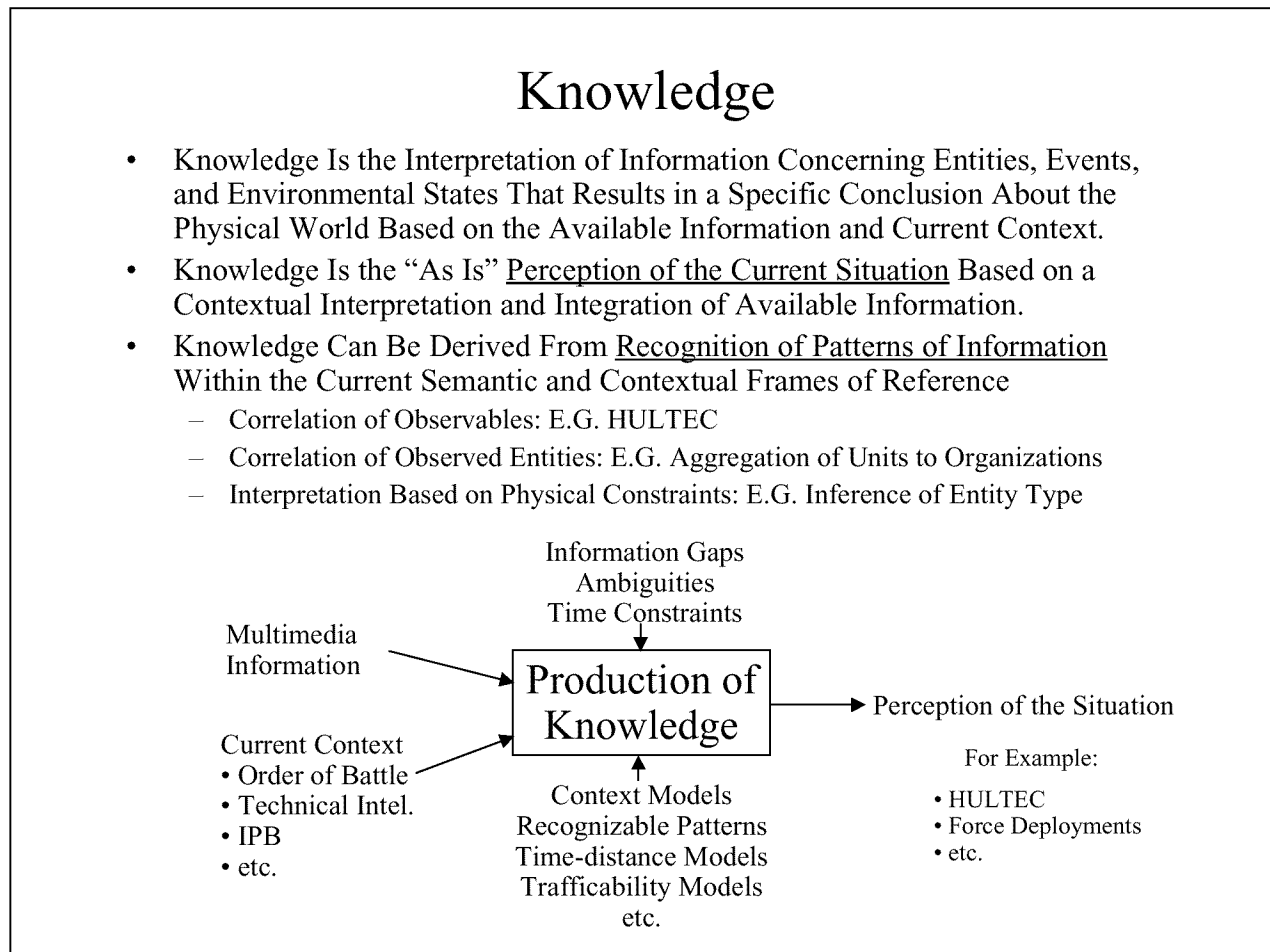 Knowledge
• Knowledge Is the Interpretation of Information Concerning Entities, Events,
and Environmental States That Results in a Specific Conclusion About the
Physical World Based on the Available Information and Current Context.
• Knowledge Is the “As Is” Perception of the Current Situation Based on a
Contextual Interpretation and Integration of Available Information.
• Knowledge Can Be Derived From Recognition of Patterns of Information
Within the Current Semantic and Contextual Frames of Reference
– Correlation of Observables: E.G. HULTEC
– Correlation of Observed Entities: E.G. Aggregation of Units to Organizations
– Interpretation Based on Physical Constraints: E.G. Inference of Entity Type
Information Gaps
Ambiguities
Time Constraints
Multimedia
Information
Production of
Knowledge
Perception of the Situation
Current Context
• Order of Battle
• Technical Intel.
• IPB
• etc.
Context Models
Recognizable Patterns
Time-distance Models
Trafficability Models
etc.
For Example:
• HULTEC
• Force Deployments
• etc.